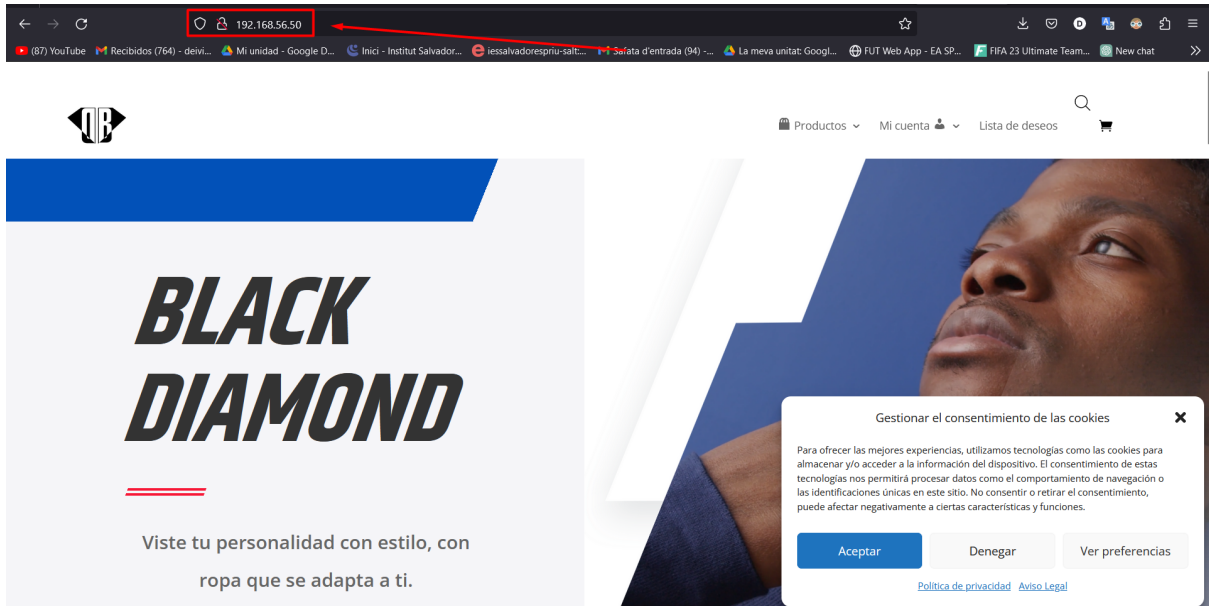 192.168.56.50
(87) YouTube
Recibidos (764) - deivi...
Mi unidad - Google D...
Inici - Institut Salvador...
iessalvadorespriu-salt:...
Safata d'entrada (94) -...
La meva unitat: Googl...
FUT Web App - EA SP...
FIFA 23 Ultimate Team...
New chat
DB
Productos
Mi cuenta
Lista de deseos
BLACK
DIAMOND
Viste tu personalidad con estilo, con
ropa que se adapta a ti.
Gestionar el consentimiento de las cookies
Para ofrecer las mejores experiencias, utilizamos tecnologías como las cookies para
almacenar y/o acceder a la información del dispositivo. El consentimiento de estas
tecnologías nos permitirá procesar datos como el comportamiento de navegación o
las identificaciones únicas en este sitio. No consentir o retirar el consentimiento,
puede afectar negativamente a ciertas características y funciones.
Aceptar
Denegar
Ver preferencias
Política de privacidad
Aviso Legal